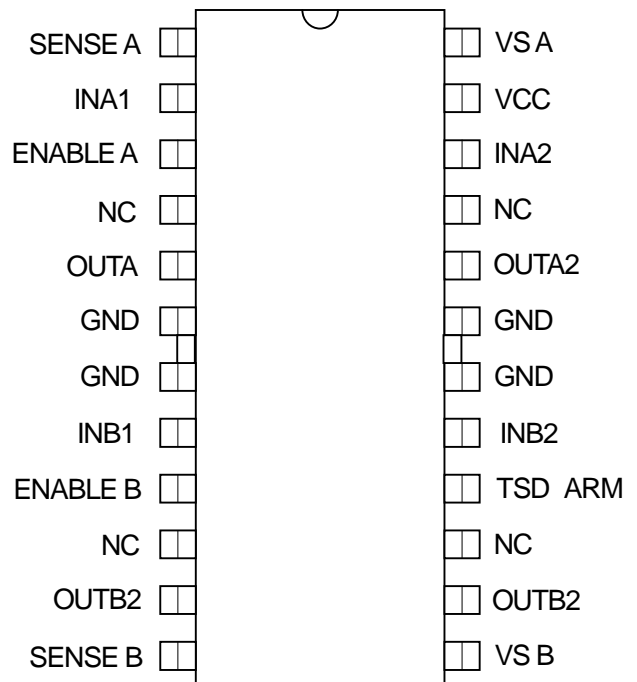 SENSE A VS A
INA1 VCC
ENABLE A INA2
NC NC
OUTA OUTA2
GND GND
GND GND
INB1 INB2
ENABLE B TSD ARM
NC NC
OUTB2 OUTB2
SENSE B VS B